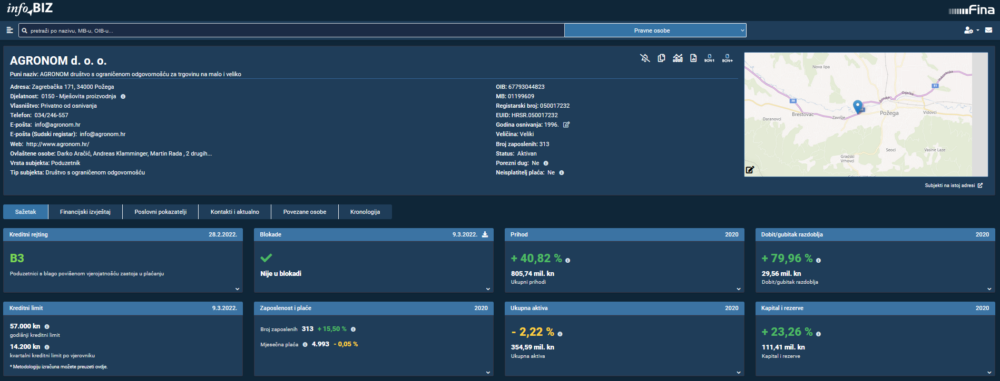 info BIZ
Fina
pretraži po nazivu, MB-u, OIB-u...
Pravne osobe
AGRONOM d. o. o.
BON1
BON+
Puni naziv: AGRONOM društvo s ograničenom odgovornošću za trgovinu na malo i veliko
Adresa: Zagrebačka 171, 34000 Požega
Djelatnost: 0150 - Mješovita proizvodnja
Vlasništvo: Privatno od osnivanja
Telefon: 034/246-557
E-pošta: info@agronom.hr
E-pošta (Sudski registar): info@agronom.hr
Web: http://www.agronom.hr/
Ovlaštene osobe: Darko Aračić, Andreas Klamminger, Martin Rada , 2 drugih...
Vrsta subjekta: Poduzetnik
Tip subjekta: Društvo s ograničenom odgovornošću
OIB: 67793044823
MB: 01199609
Registarski broj: 050017232
EUID: HRSR.050017232
Godina osnivanja: 1996.
Veličina: Veliki
Broj zaposlenih: 313
Status: Aktivan
Porezni dug: Ne
Neisplatitelj plaća: Ne
Nova lipa
Vukovarska
51
Osječka
Zrinska
38
Brestovac
Završje
Požega
Vidovci
Daranovci
Seoci
Vasine Laze
Gradski
Vrhovci
Subjekti na istoj adresi
Sažetak
Financijski izvještaj
Poslovni pokazatelji
Kontakti i aktualno
Povezane osobe
Kronologija
Kreditni rejting 28.2.2022.
B3
Poduzetnici s blago povišenom vjerojatnošću zastoja u plaćanju
Blokade 9.3.2022.
Nije u blokadi
Prihod 2020
+ 40,82 %
805,74 mil. kn
Ukupni prihodi
Dobit/gubitak razdoblja 2020
+ 79,96 %
29,56 mil. kn
Dobit/gubitak razdoblja
Kreditni limit 9.3.2022.
57.000 kn
godišnji kreditni limit
14.200 kn
kvartalni kreditni limit po vjerovniku
* Metodologiju izračuna možete preuzeti ovdje.
Zaposlenost i plaće 2020
Broj zaposlenih 313 + 15,50 %
Mjesečna plaća 4.993 - 0,05 %
Ukupna aktiva 2020
- 2,22 %
354,59 mil. kn
Ukupna aktiva
Kapital i rezerve 2020
+ 23,26 %
111,41 mil. kn
Kapital i rezerve